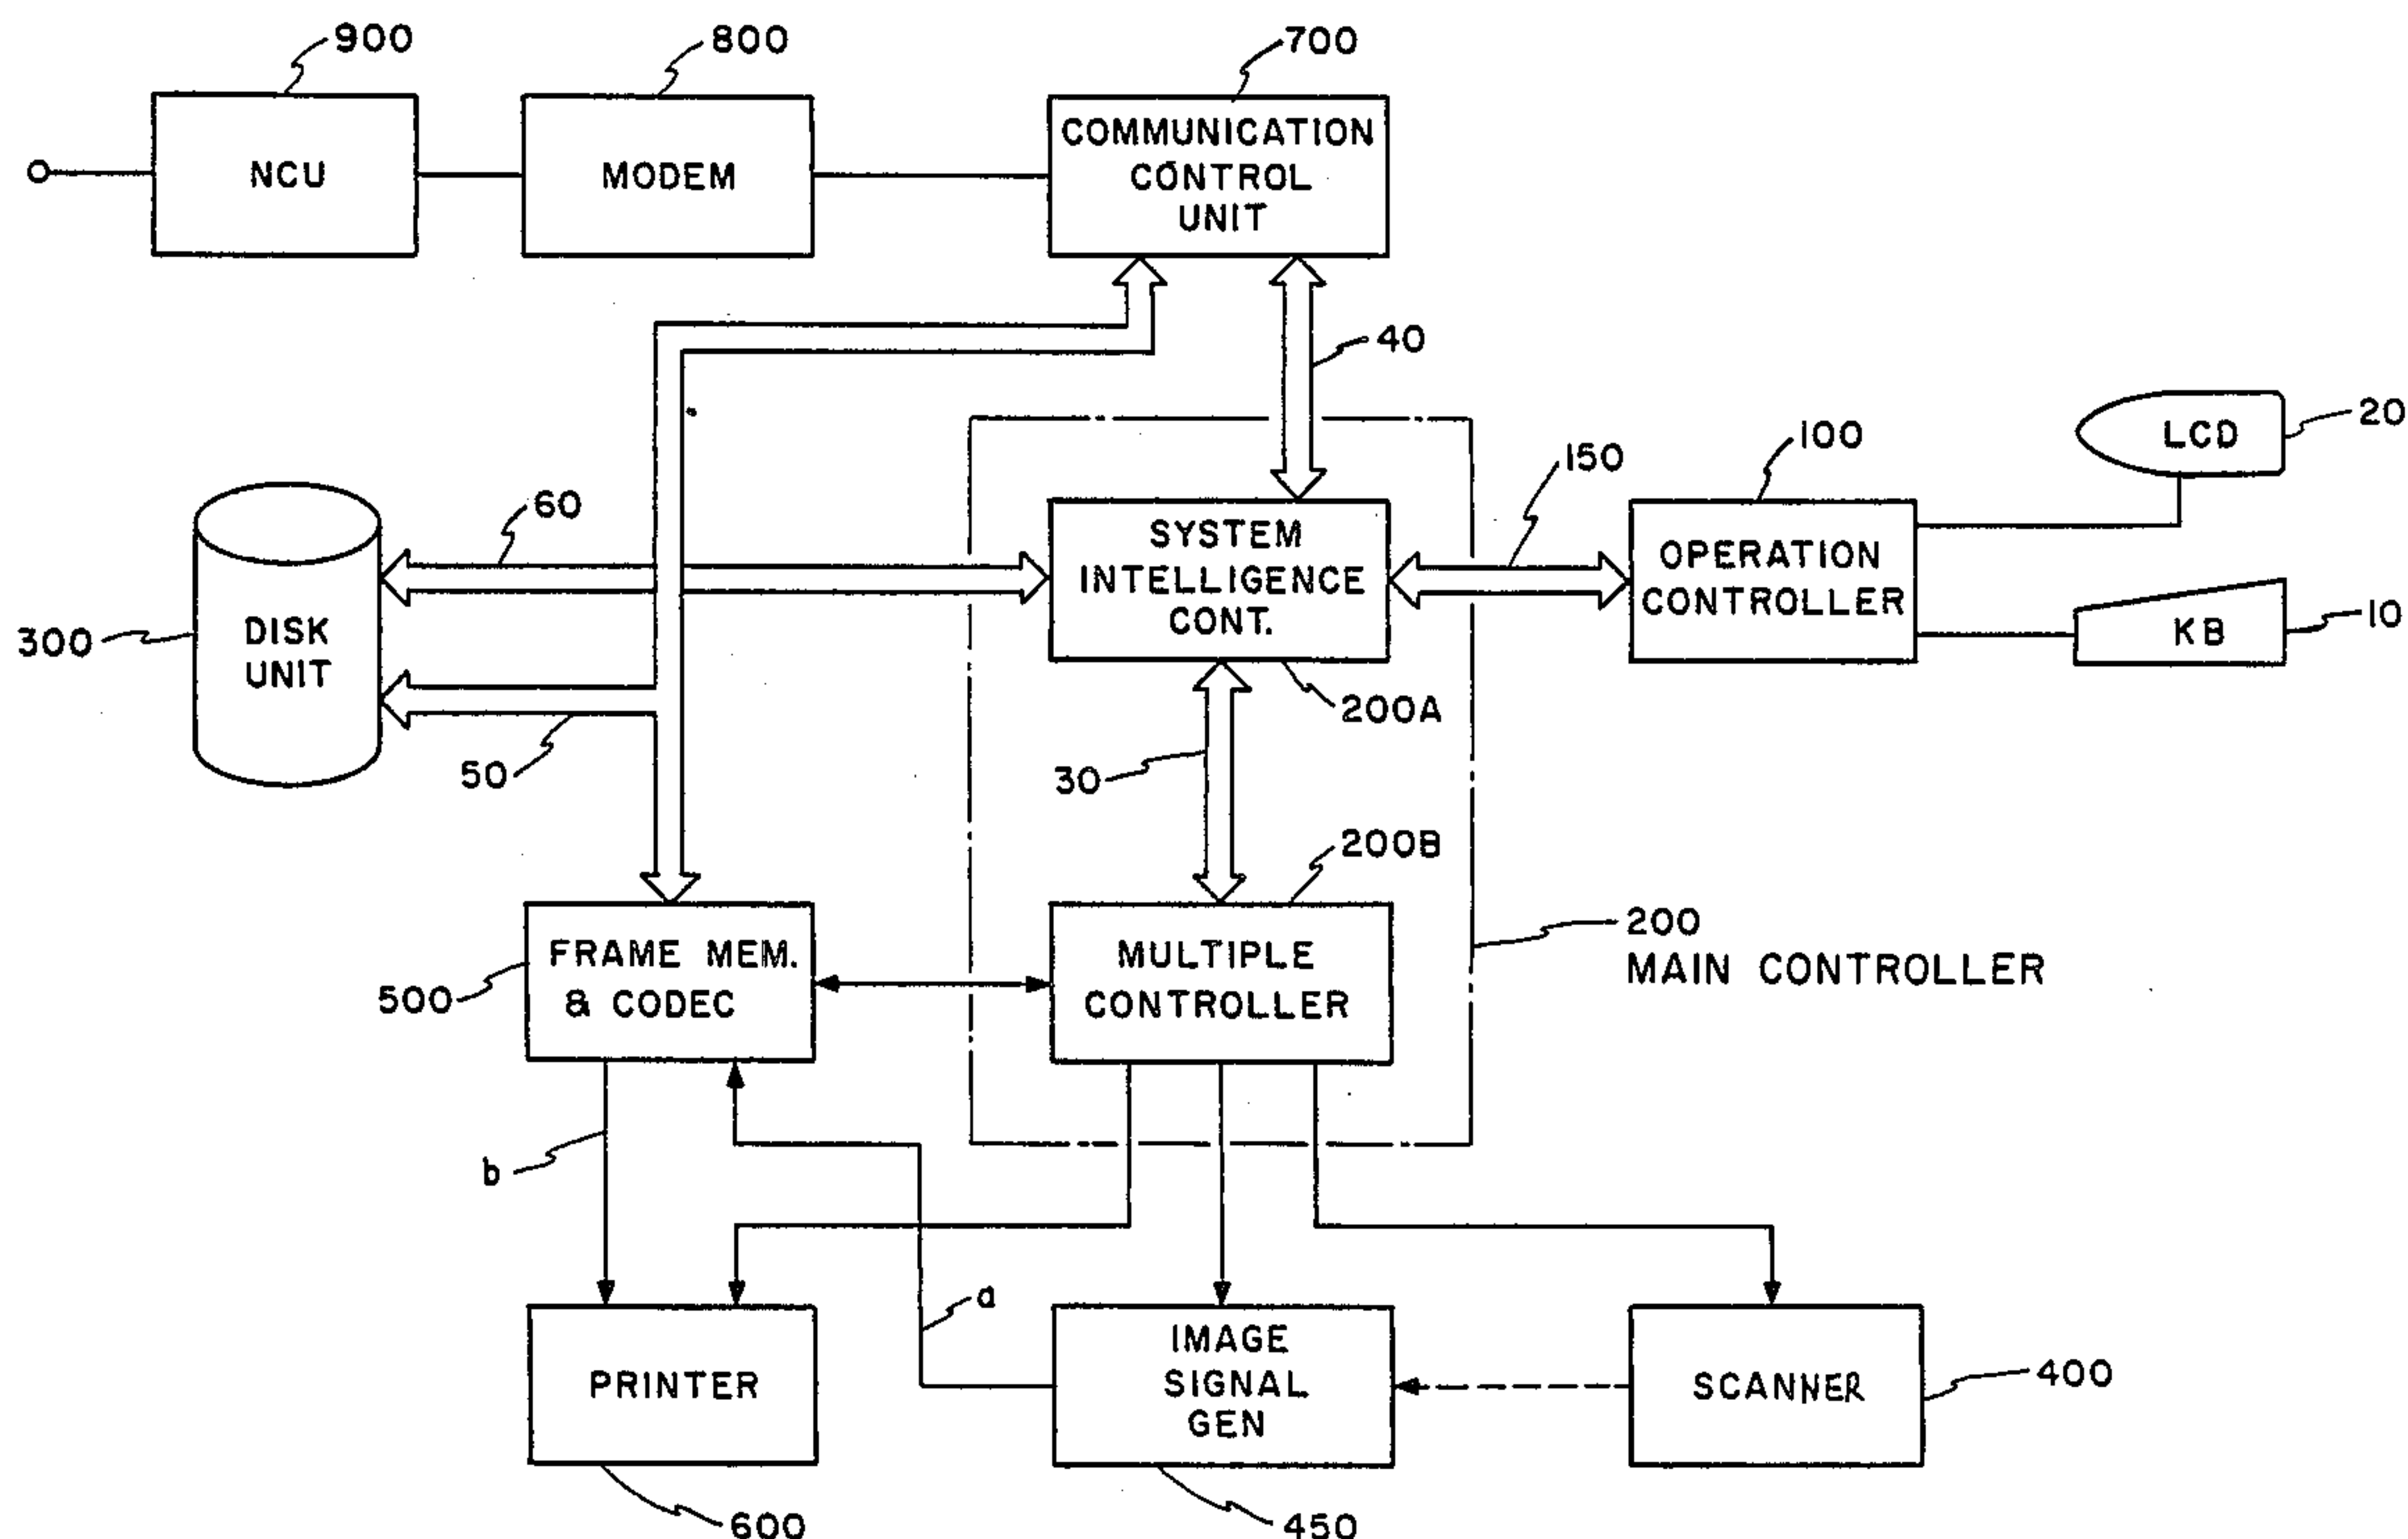 900
800
700
NCU
MODEM
COMMUNICATION
CONTROL
UNIT
40
LCD
20
100
150
60
SYSTEM
INTELLIGENCE
CONT.
OPERATION
CONTROLLER
KB
10
300
DISK
UNIT
200A
50
30
200B
200
MAIN CONTROLLER
FRAME MEM.
& CODEC
500
MULTIPLE
CONTROLLER
b
a
PRINTER
IMAGE
SIGNAL
GEN
SCANNER
400
600
450